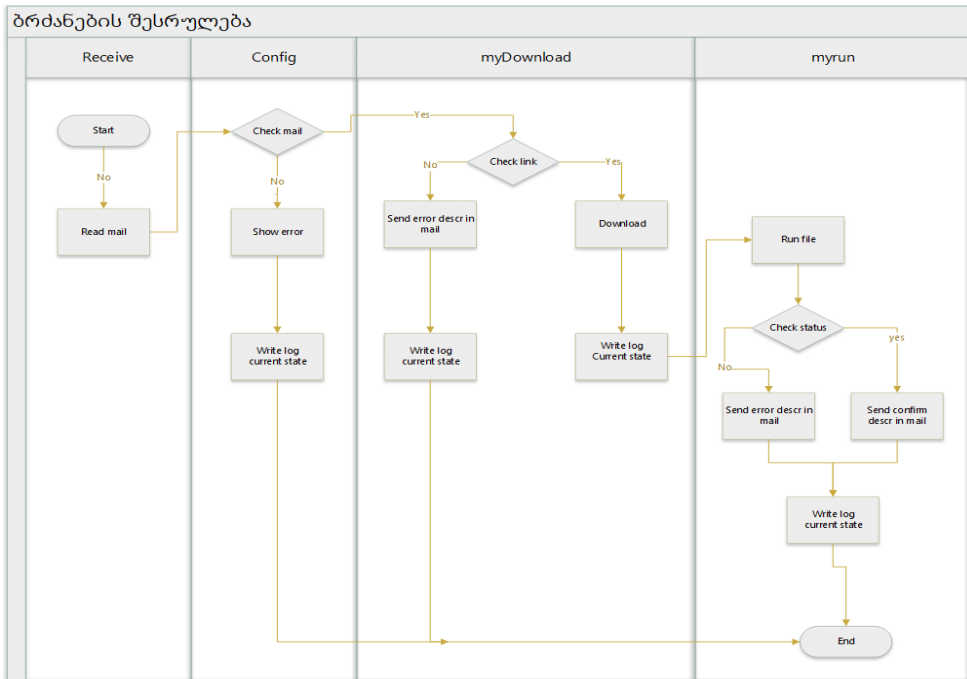 ბრძანების შესრულება
Receive
Config
myDownload
myrun
Start
No
Read mail
Check mail
Yes
No
Show error
Write log
current state
Check link
No
Yes
Send error descr in
mail
Download
Write log
current state
Write log
Current state
Run file
Check status
No
yes
Send error descr in
mail
Send confirm
descr in mail
Write log
current state
End